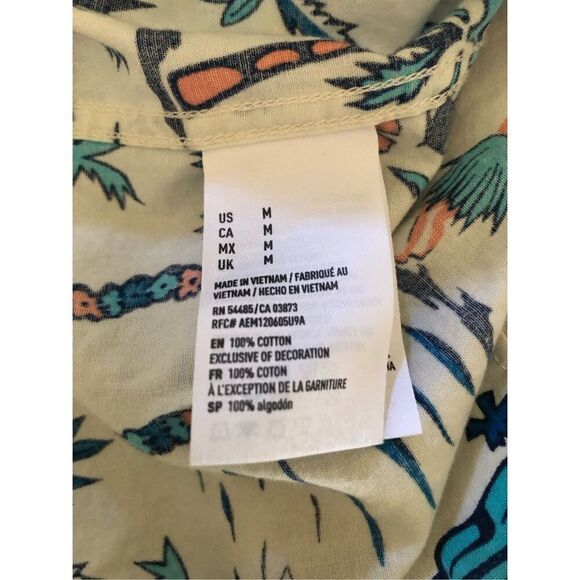 US M
CA M
MX M
UK M
MADE IN VIETNAM / FABRIQUÉ AU
VIETNAM / HECHO EN VIETNAM
RN 54485/CA 03873
RFC# AEM120605U9A
EN 100% COTTON
EXCLUSIVE OF DECORATION
FR 100% COTON
À L'EXCEPTION DE LA GARNITURE
SP 100% algodón